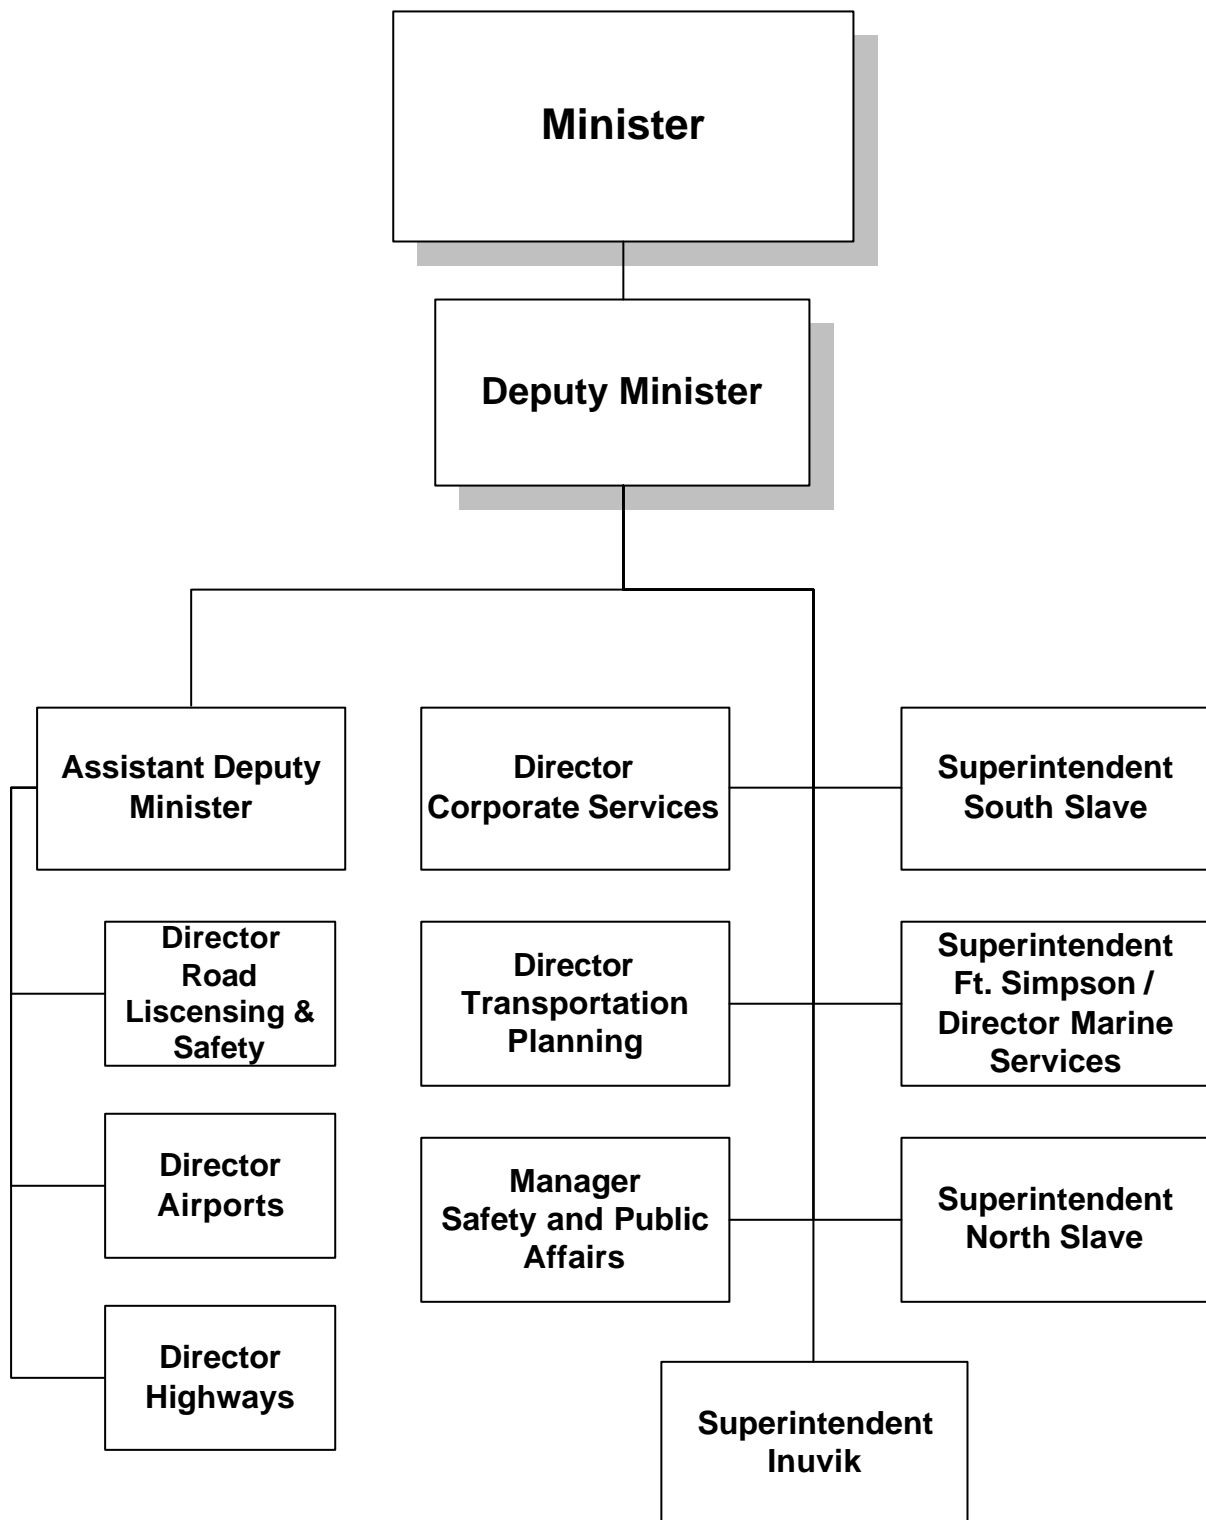 Minister
Deputy Minister
Assistant Deputy
Minister
Director
Road
Liscensing &
Safety
Director
Airports
Director
Highways
Director
Corporate Services
Director
Transportation
Planning
Manager
Safety and Public
Affairs
Superintendent
South Slave
Superintendent
Ft. Simpson /
Director Marine
Services
Superintendent
North Slave
Superintendent
Inuvik